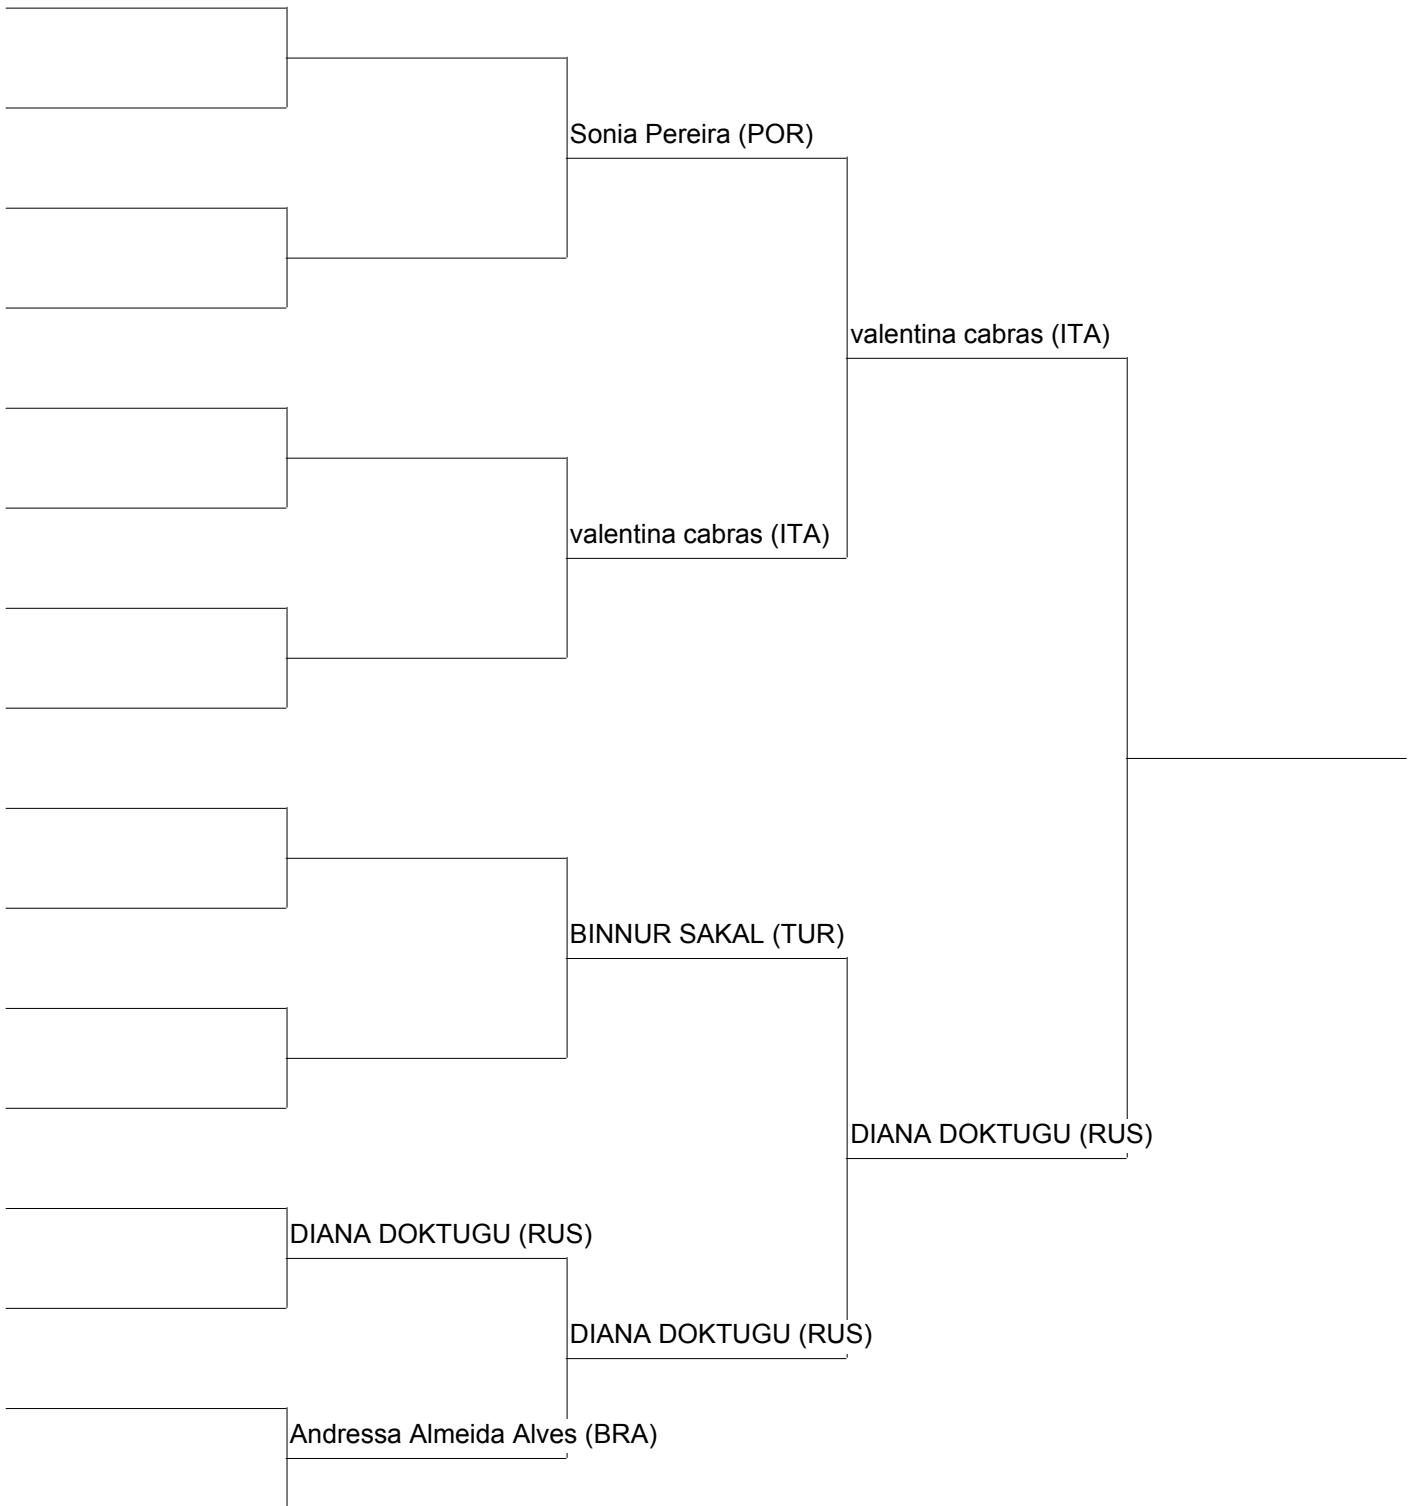 Sonia Pereira (POR)
valentina cabras (ITA)
valentina cabras (ITA)
BINNUR SAKAL (TUR)
DIANA DOKTUGU (RUS)
DIANA DOKTUGU (RUS)
DIANA DOKTUGU (RUS)
Andressa Almeida Alves (BRA)